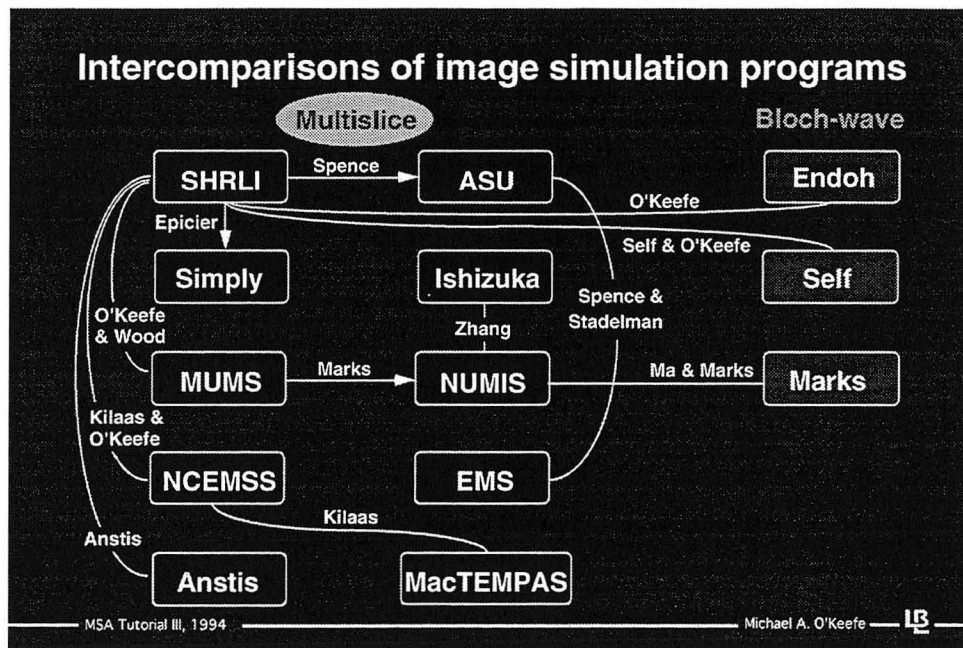 Intercomparisons of image simulation programs
Multislice
Bloch-wave
SHRLI
Spence
ASU
Endoh
O'Keefe
Epicier
Self & O'Keefe
Simply
Ishizuka
Self
Spence &
Stadelman
O'Keefe
& Wood
Zhang
MUMS
Marks
NUMIS
Ma & Marks
Marks
Kilaas &
O'Keefe
NCEMSS
EMS
Kilaas
Anstis
Anstis
MacTEMPAS
MSA Tutorial III, 1994
Michael A. O'Keefe
LBL